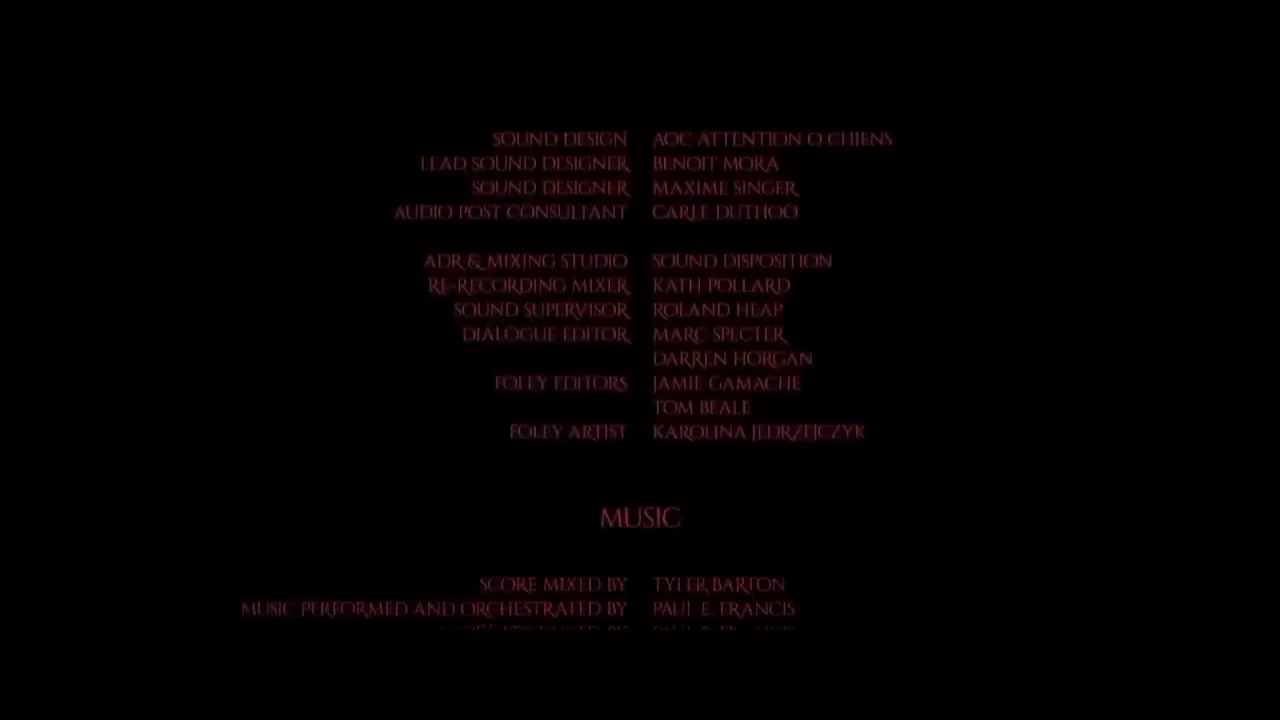 SOUND DESIGN AOC ATTENTION O CHIENS
LEAD SOUND DESIGNER BENOIT MORA
SOUND DESIGNER MAXIME SINGER
AUDIO POST CONSULTANT CARLE DUTHOO
ADR & MIXING STUDIO SOUND DISPOSITION
RE-RECORDING MIXER KATH POLLARD
SOUND SUPERVISOR ROLAND HEAP
DIALOGUE EDITOR MARC SPECTER
DARREN HORGAN
FOLEY EDITORS JAMIE GAMACHE
TOM BEALE
FOLEY ARTIST KAROLINA JEDRZEJCZYK
MUSIC
SCORE MIXED BY TYLER BARTON
MUSIC PERFORMED AND ORCHESTRATED BY PAUL E. FRANCIS